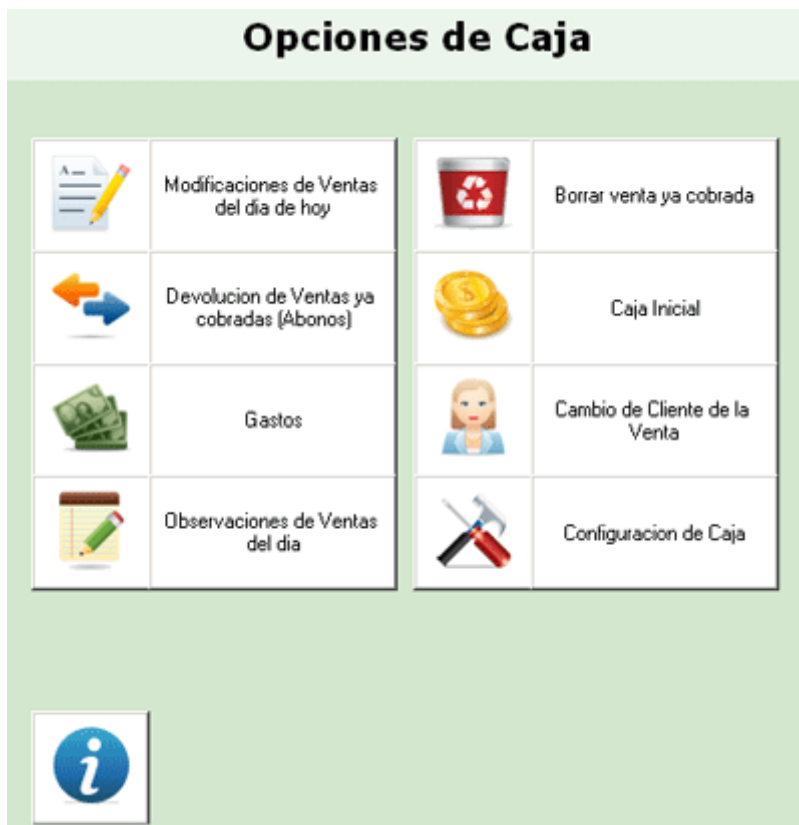 Opciones de Caja
Modificaciones de Ventas
del dia de hoy
Borrar venta ya cobrada
Devolucion de Ventas ya
cobradas (Abonos)
Caja Inicial
Gastos
Cambio de Cliente de la
Venta
Observaciones de Ventas
del dia
Configuracion de Caja